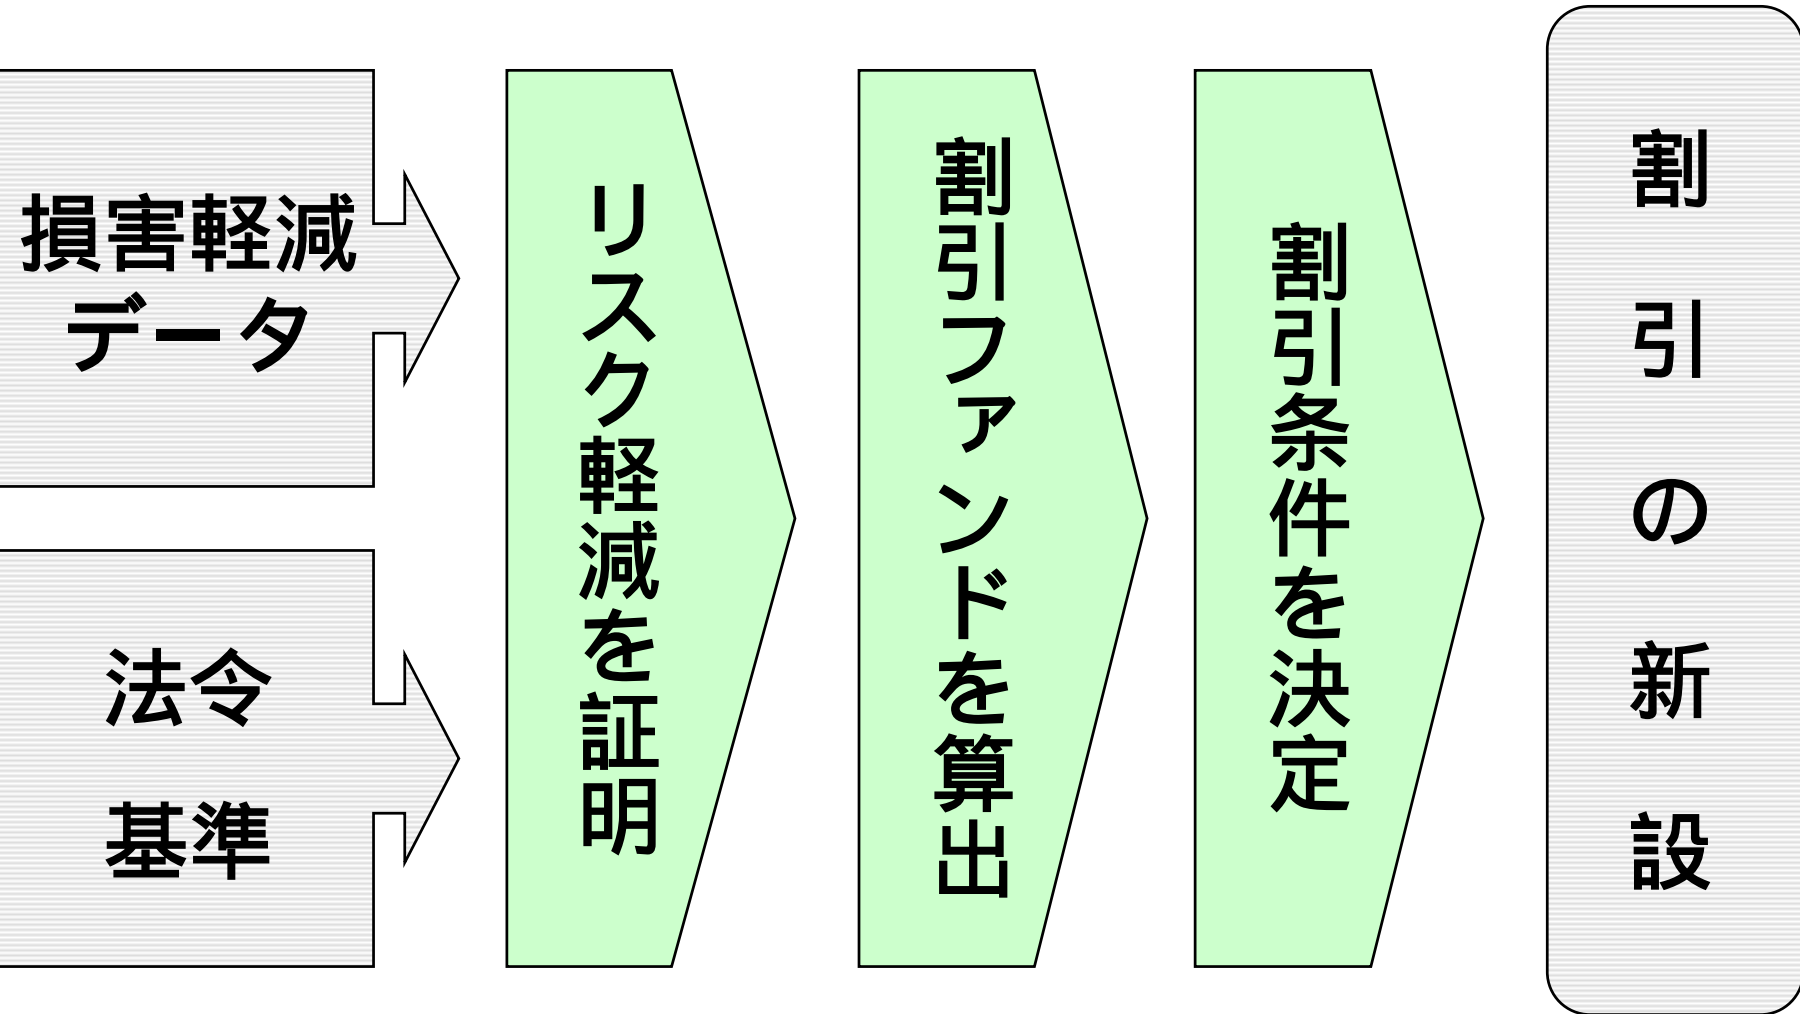 損害軽減
データ
法令
基準
リスク軽減を証明
割引ファンドを算出
割引条件を決定
割引の新設